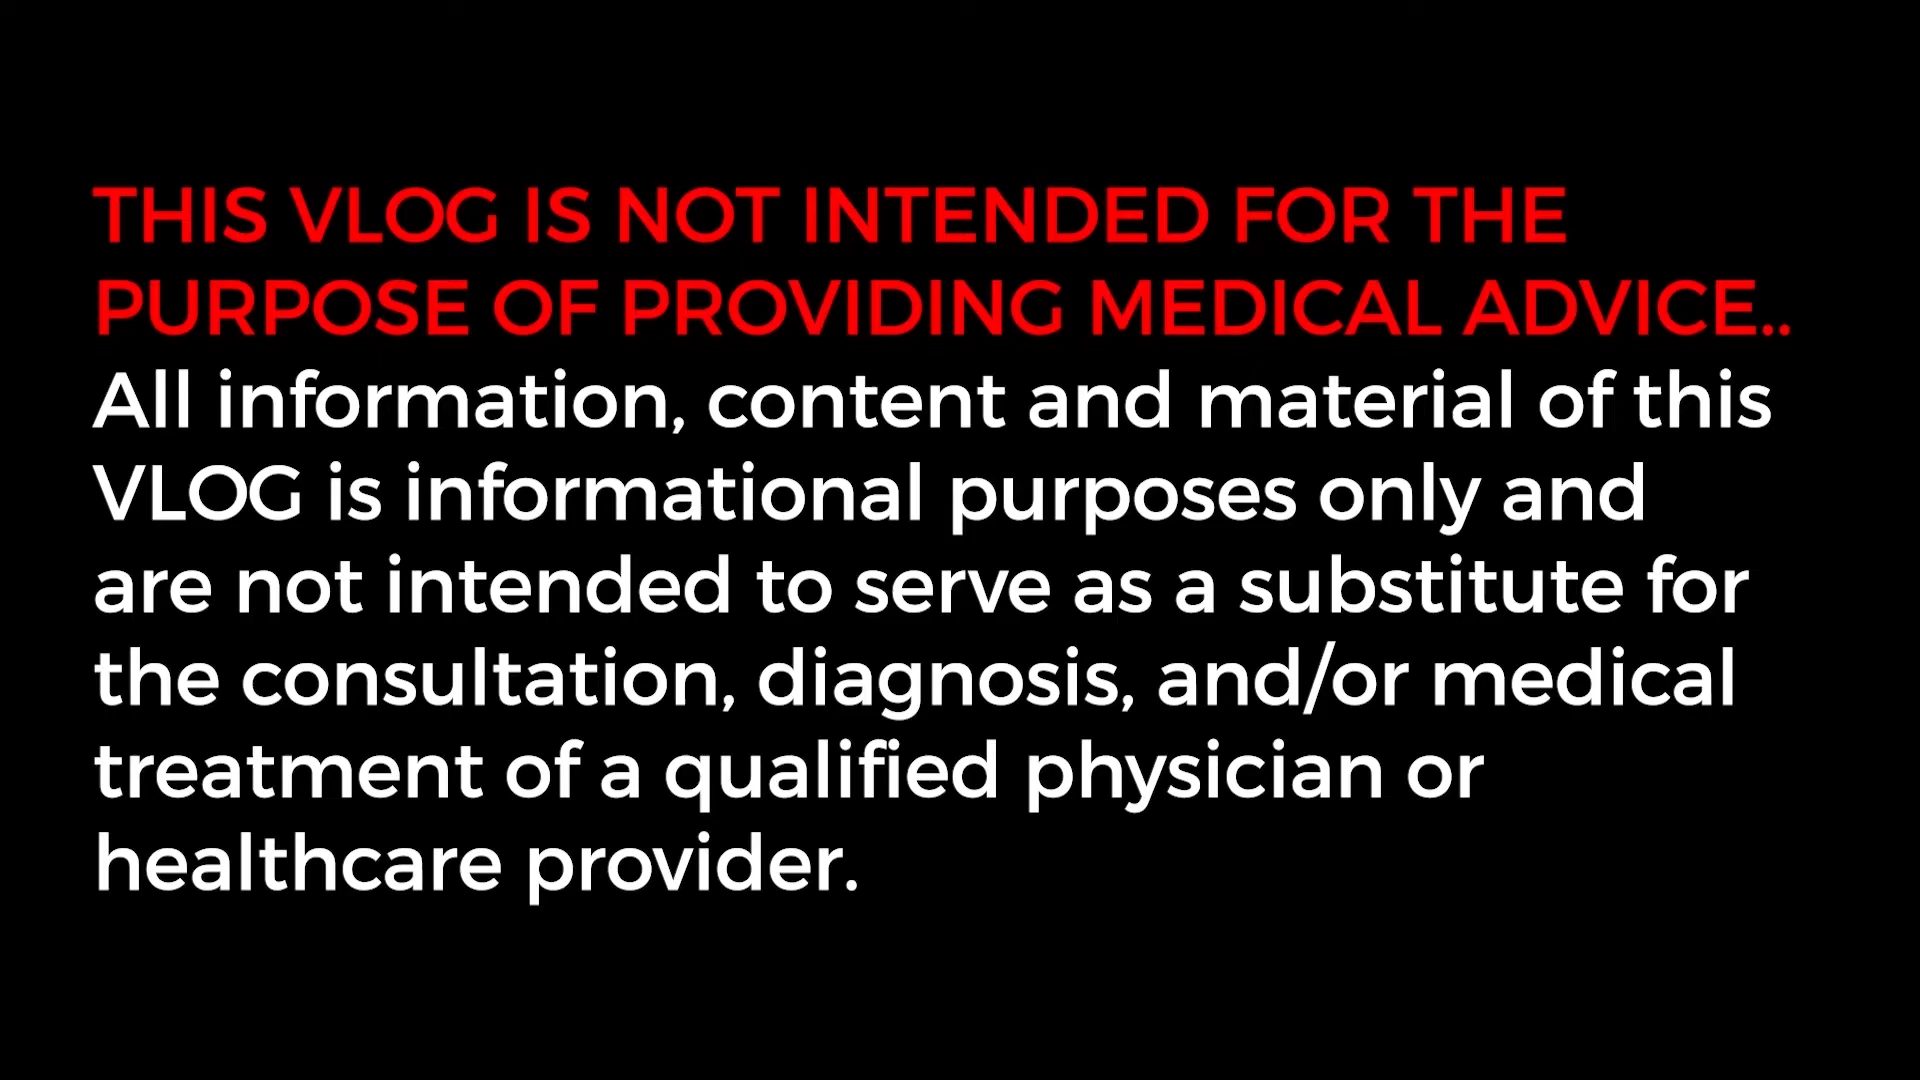 THIS VLOG IS NOT INTENDED FOR THE
PURPOSE OF PROVIDING MEDICAL ADVICE..
All information, content and material of this
VLOG is informational purposes only and
are not intended to serve as a substitute for
the consultation, diagnosis, and/or medical
treatment of a qualified physician or
healthcare provider.